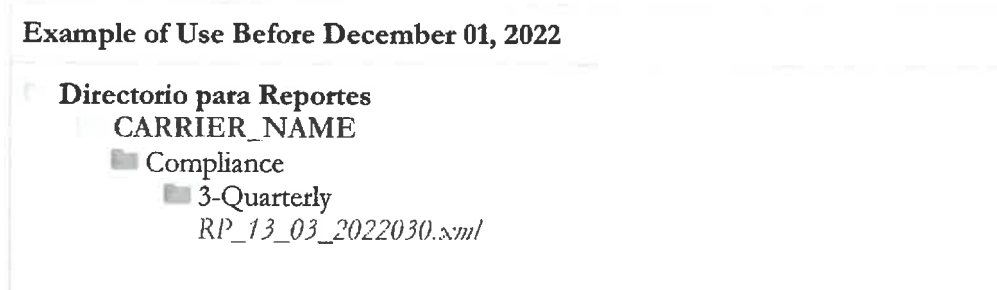 Example of Use Before December 01, 2022
Directorio para Reportes
CARRIER_NAME
Compliance
3-Quarterly
RP_13_03_2022030.xml